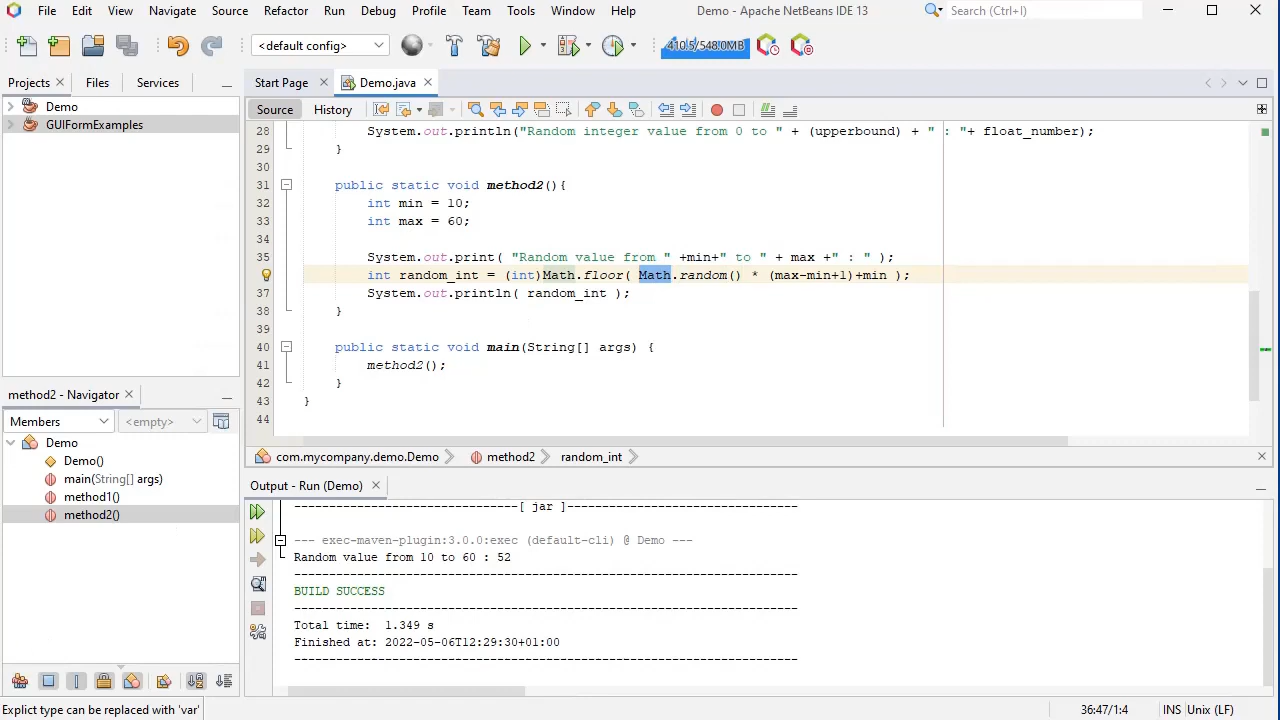 File Edit View Navigate Source Refactor Run Debug Profile Team Tools Window Help Demo - Apache NetBeans IDE 13 Search (Ctrl+I)
<default config> 410.5/548.0MB
Projects Files Services Start Page Demo.java
Demo
GUIFormExamples
Source History
28 System.out.println("Random integer value from 0 to " + (upperbound) + " : "+ float_number);
29 }
30
31 public static void method2(){
32 int min = 10;
33 int max = 60;
34
35 System.out.print( "Random value from " +min+" to " + max +" : " );
int random_int = (int)Math.floor( Math.random() * (max-min+1)+min );
37 System.out.println( random_int );
38 }
39
40 public static void main(String[] args) {
41 method2();
42 }
43 }
44
com.mycompany.demo.Demo method2 random_int
method2 - Navigator
Members <empty>
Demo
Demo()
main(String[] args)
method1()
method2()
Output - Run (Demo)
--------------------------------[ jar ]---------------------------------
--- exec-maven-plugin:3.0.0:exec (default-cli) @ Demo ---
Random value from 10 to 60 : 52
------------------------------------------------------------------------
BUILD SUCCESS
------------------------------------------------------------------------
Total time:  1.349 s
Finished at: 2022-05-06T12:29:30+01:00
------------------------------------------------------------------------
Explict type can be replaced with 'var' 36:47/1:4 INS Unix (LF)